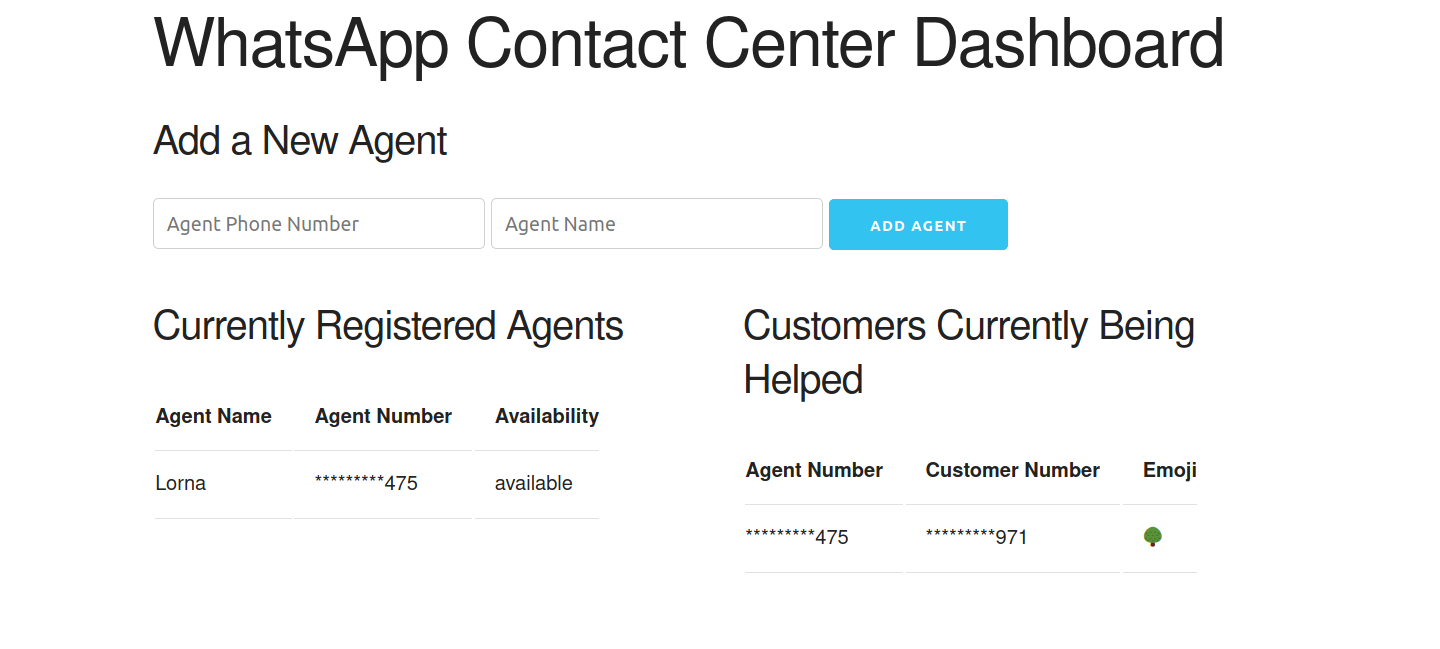 WhatsApp Contact Center Dashboard
Add a New Agent
Agent Phone Number Agent Name ADD AGENT
Currently Registered Agents
Agent Name Agent Number Availability
Lorna *********475 available
Customers Currently Being
Helped
Agent Number Customer Number Emoji
*********475 *********971 🌳